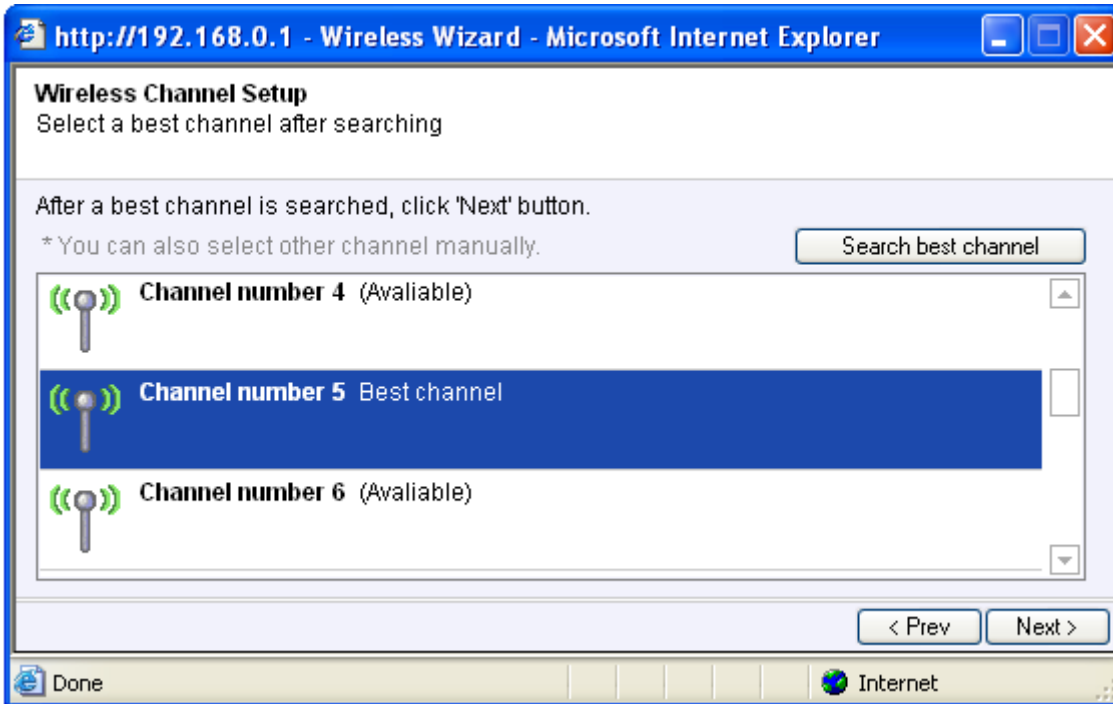 http://192.168.0.1 - Wireless Wizard - Microsoft Internet Explorer
Wireless Channel Setup
Select a best channel after searching
After a best channel is searched, click 'Next' button.
* You can also select other channel manually.
Search best channel
Channel number 4 (Avaliable)
Channel number 5 Best channel
Channel number 6 (Avaliable)
< Prev
Next >
Done
Internet